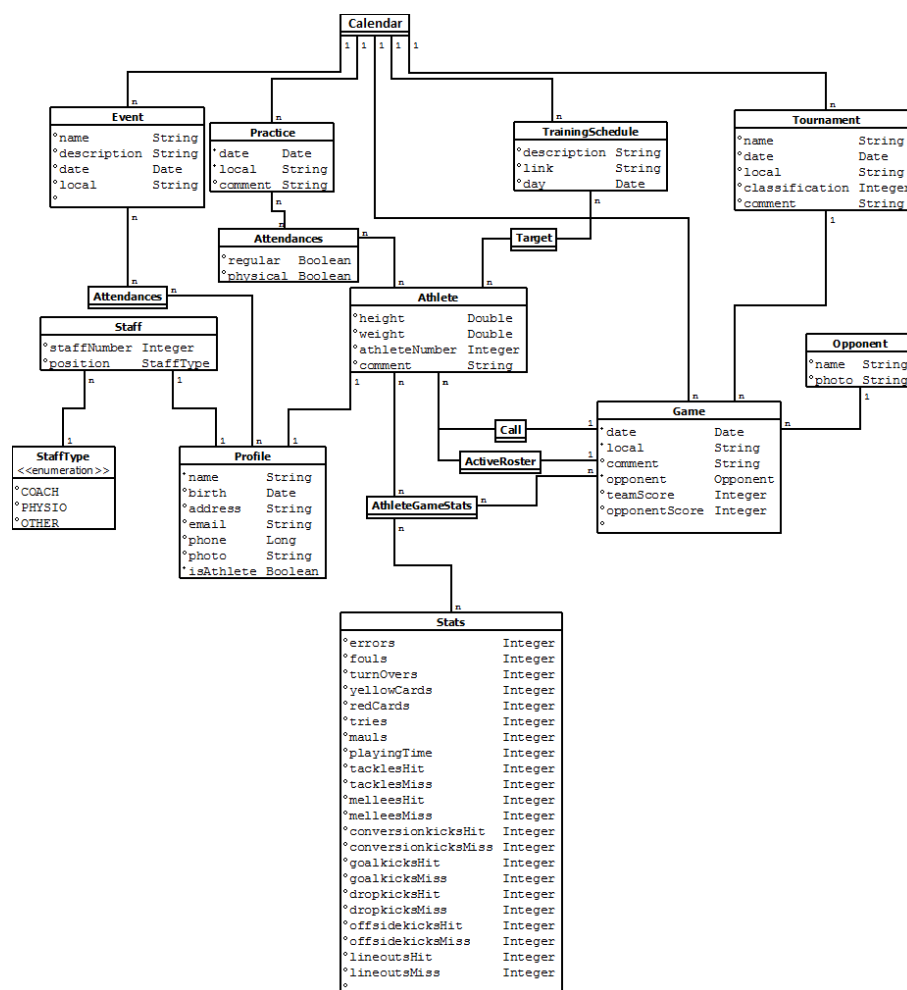 Calendar
1 1 1 1 1
n
n
n
n
Event
name String
description String
date Date
local String
n
Practice
date Date
local String
comment String
n
TrainingSchedule
description String
link String
day Date
n
Tournament
name String
date Date
local String
classification Integer
comment String
1
n
Attendances
regular Boolean
physical Boolean
n
Target
n
n
n
Attendances
n
Athlete
height Double
weight Double
athleteNumber Integer
comment String
1 n n
Staff
staffNumber Integer
position StaffType
n 1
Opponent
name String
photo String
1
n n
Game
date Date
local String
comment String
opponent Opponent
teamScore Integer
opponentScore Integer
n
Call
1
ActiveRoster
1
n
n
n
AthleteGameStats
n
1
StaffType
<<enumeration>>
COACH
PHYSIO
OTHER
1 n 1
Profile
name String
birth Date
address String
email String
phone Long
photo String
isAthlete Boolean
n
Stats
errors Integer
fouls Integer
turnOvers Integer
yellowCards Integer
redCards Integer
tries Integer
mauls Integer
playingTime Integer
tacklesHit Integer
tacklesMiss Integer
melleesHit Integer
melleesMiss Integer
conversionkicksHit Integer
conversionkicksMiss Integer
goalkicksHit Integer
goalkicksMiss Integer
dropkicksHit Integer
dropkicksMiss Integer
offsidekicksHit Integer
offsidekicksMiss Integer
lineoutsHit Integer
lineoutsMiss Integer